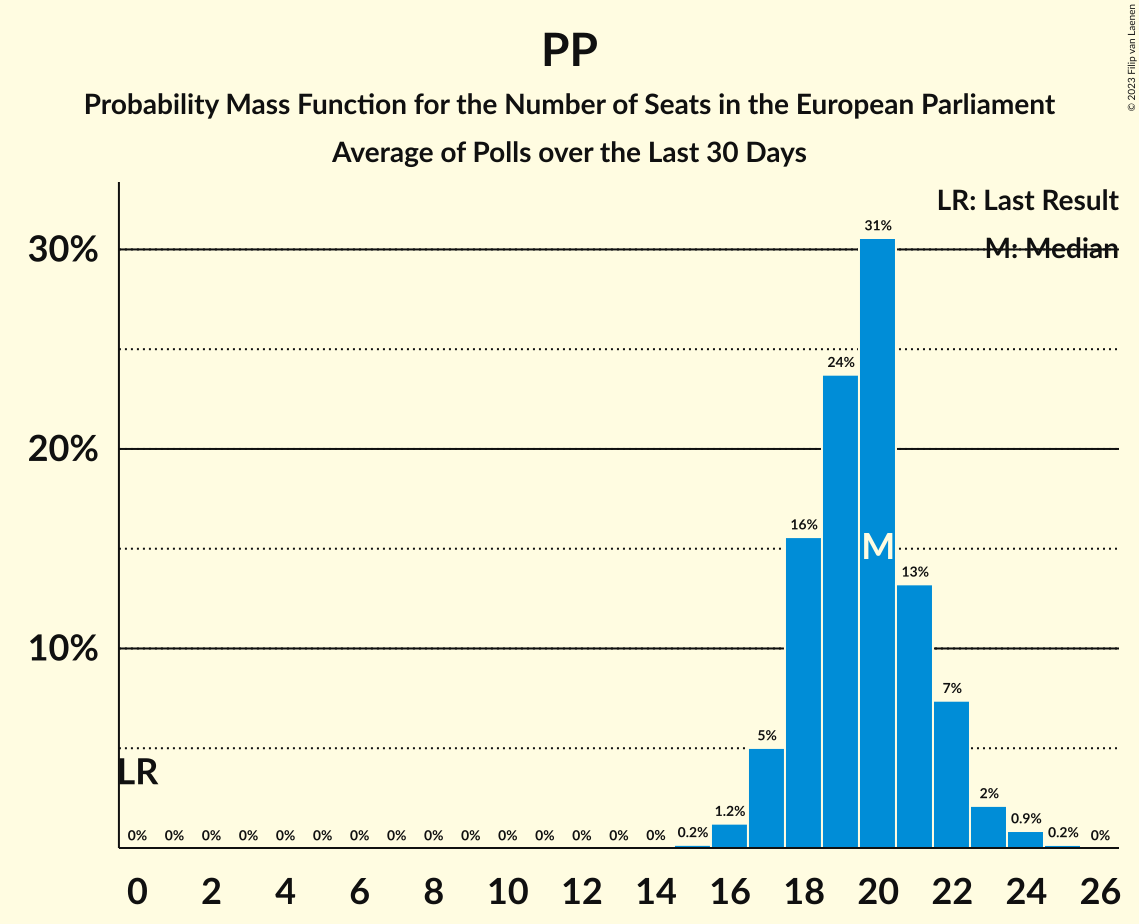 © 2023 Filip van Laenen
PP
Probability Mass Function for the Number of Seats in the European Parliament
Average of Polls over the Last 30 Days
LR: Last Result
M: Median
30%
20%
10%
31%
24%
16%
M
13%
7%
5%
LR
2%
1.2%
0.9%
0% 0% 0% 0% 0% 0% 0% 0% 0% 0% 0% 0% 0% 0% 0% 0.2% 0.2% 0%
0 2 4 6 8 10 12 14 16 18 20 22 24 26